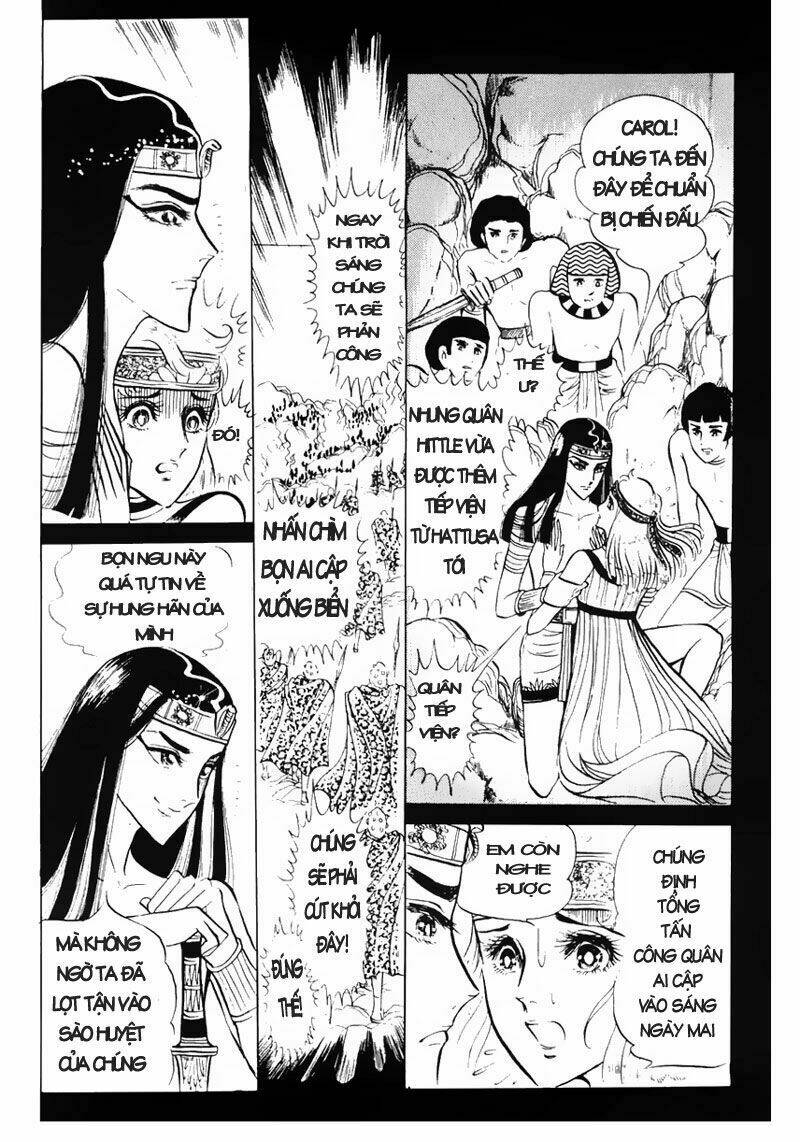 CAROL!
CHÚNG TA ĐẾN
ĐÂY ĐỂ CHUẨN
BỊ CHIẾN ĐẤU
THẾ
Ư?
NHƯNG QUÂN
HITTLE VỪA
ĐƯỢC THÊM
TIẾP VIỆN
TỪ HATTUSA
TỚI
QUÂN
TIẾP
VIỆN?
CHÚNG
ĐỊNH
TỔNG
TẤN
CÔNG QUÂN
AI CẬP
VÀO SÁNG
NGÀY MAI
EM CÒN
NGHE
ĐƯỢC
NGAY
KHI TRỜI
SÁNG
CHÚNG
TA SẼ
PHẢN
CÔNG
NHẤN CHÌM
BỌN AI CẬP
XUỐNG BIỂN
CHÚNG
SẼ PHẢI
CÚT KHỎI
ĐÂY!
ĐÚNG
THẾ!
ĐÓ!
BỌN NGU NÀY
QUÁ TỰ TIN VỀ
SỰ HUNG HÃN CỦA
MÌNH
MÀ KHÔNG
NGỜ TA ĐÃ
LỌT TẬN VÀO
SÀO HUYỆT
CỦA CHÚNG